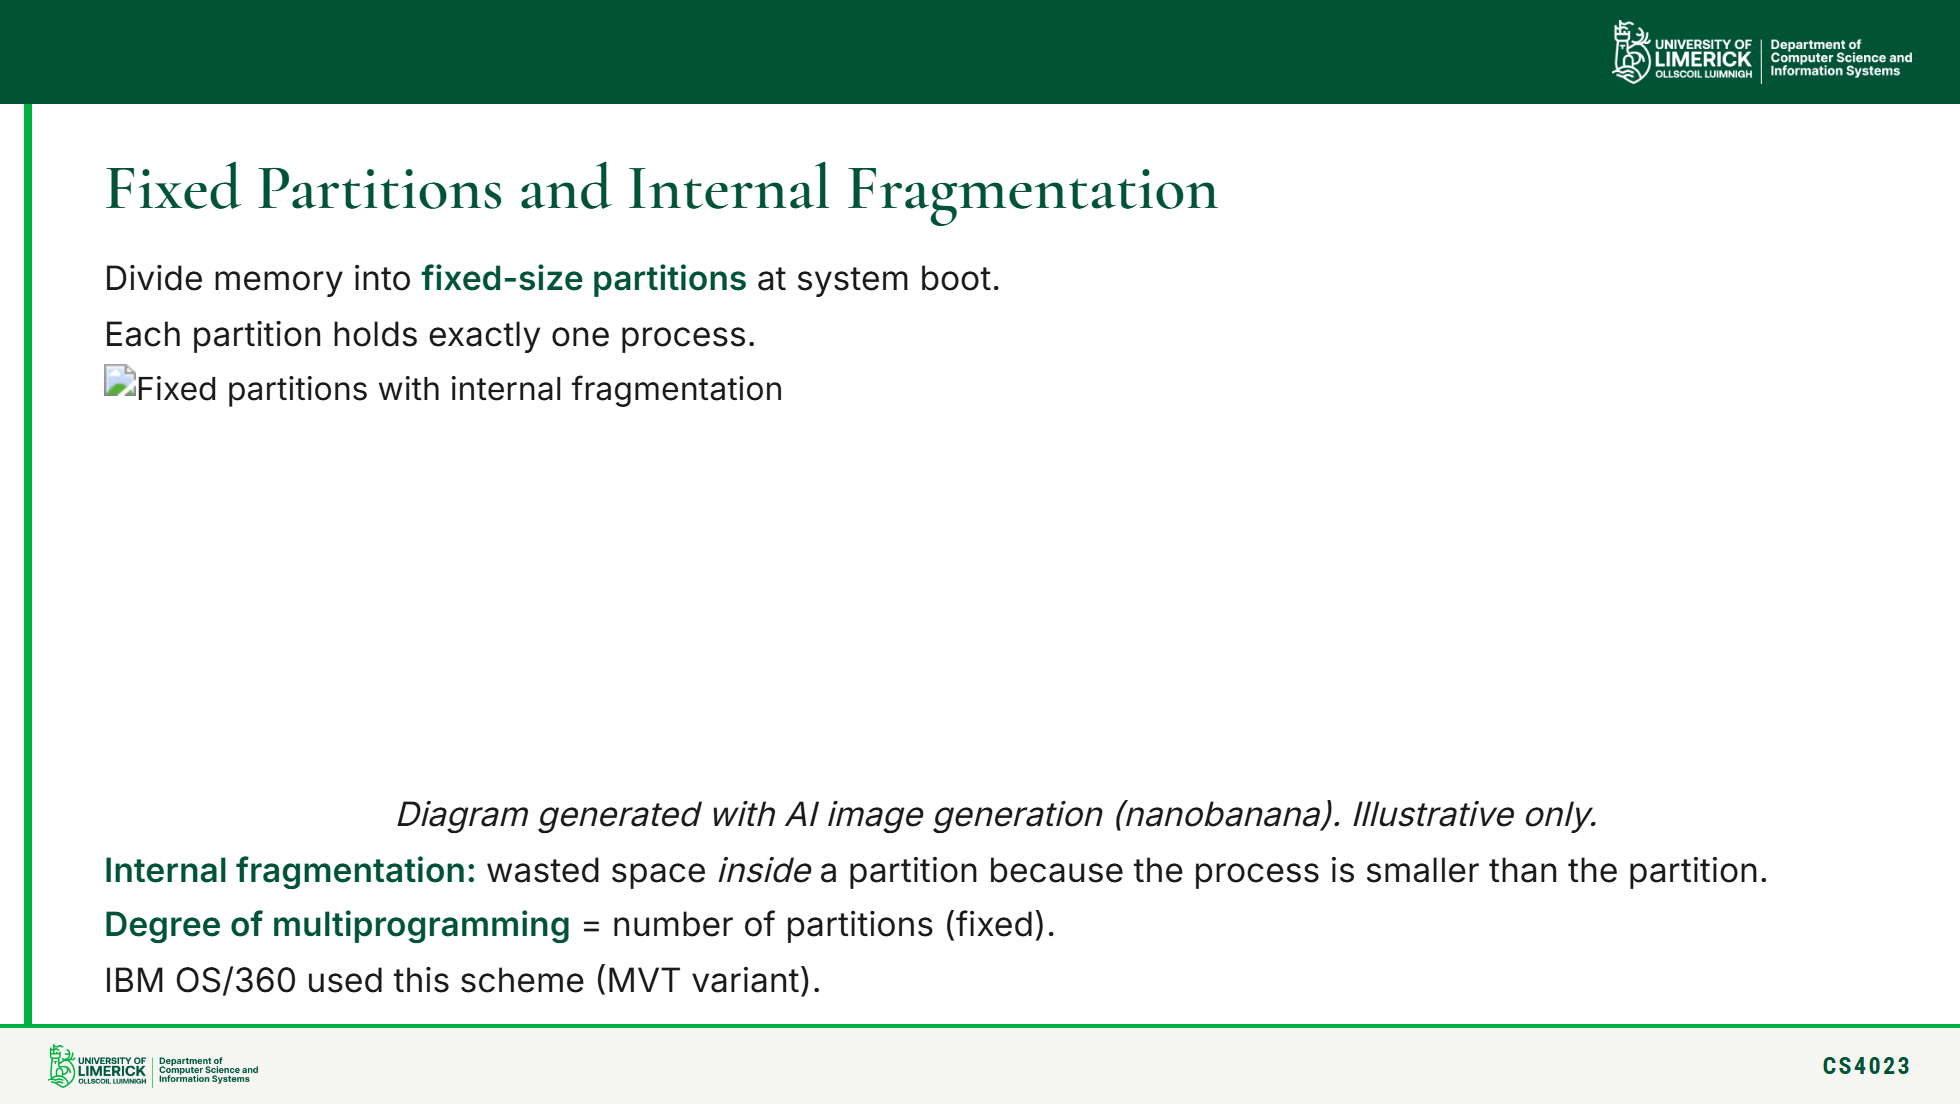 UNIVERSITY OF
LIMERICK
OLLSCOIL LUIMNIGH
Department of
Computer Science and
Information Systems
Fixed Partitions and Internal Fragmentation
Divide memory into fixed-size partitions at system boot.
Each partition holds exactly one process.
Fixed partitions with internal fragmentation
Diagram generated with AI image generation (nanobanana). Illustrative only.
Internal fragmentation: wasted space inside a partition because the process is smaller than the partition.
Degree of multiprogramming = number of partitions (fixed).
IBM OS/360 used this scheme (MVT variant).
UNIVERSITY OF
LIMERICK
OLLSCOIL LUIMNIGH
Department of
Computer Science and
Information Systems
CS4023